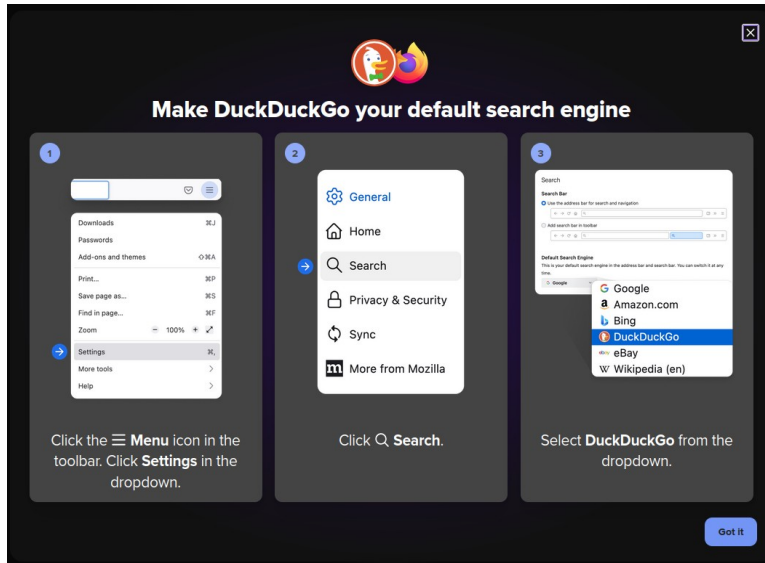 Make DuckDuckGo your default search engine
1
Downloads ⌘J
Passwords
Add-ons and themes ⇧⌘A
Print... ⌘P
Save page as... ⌘S
Find in page... ⌘F
Zoom − 100% +
Settings ⌘,
More tools >
Help >
Click the ☰ Menu icon in the
toolbar. Click Settings in the
dropdown.
2
General
Home
Search
Privacy & Security
Sync
m More from Mozilla
Click Search.
3
Search
Search Bar
Use the address bar for search and navigation
Add search bar in toolbar
Default Search Engine
This is your default search engine in the address bar and search bar. You can switch it at any
time.
G Google
G Google
a Amazon.com
b Bing
DuckDuckGo
ebay eBay
W Wikipedia (en)
Select DuckDuckGo from the
dropdown.
Got it